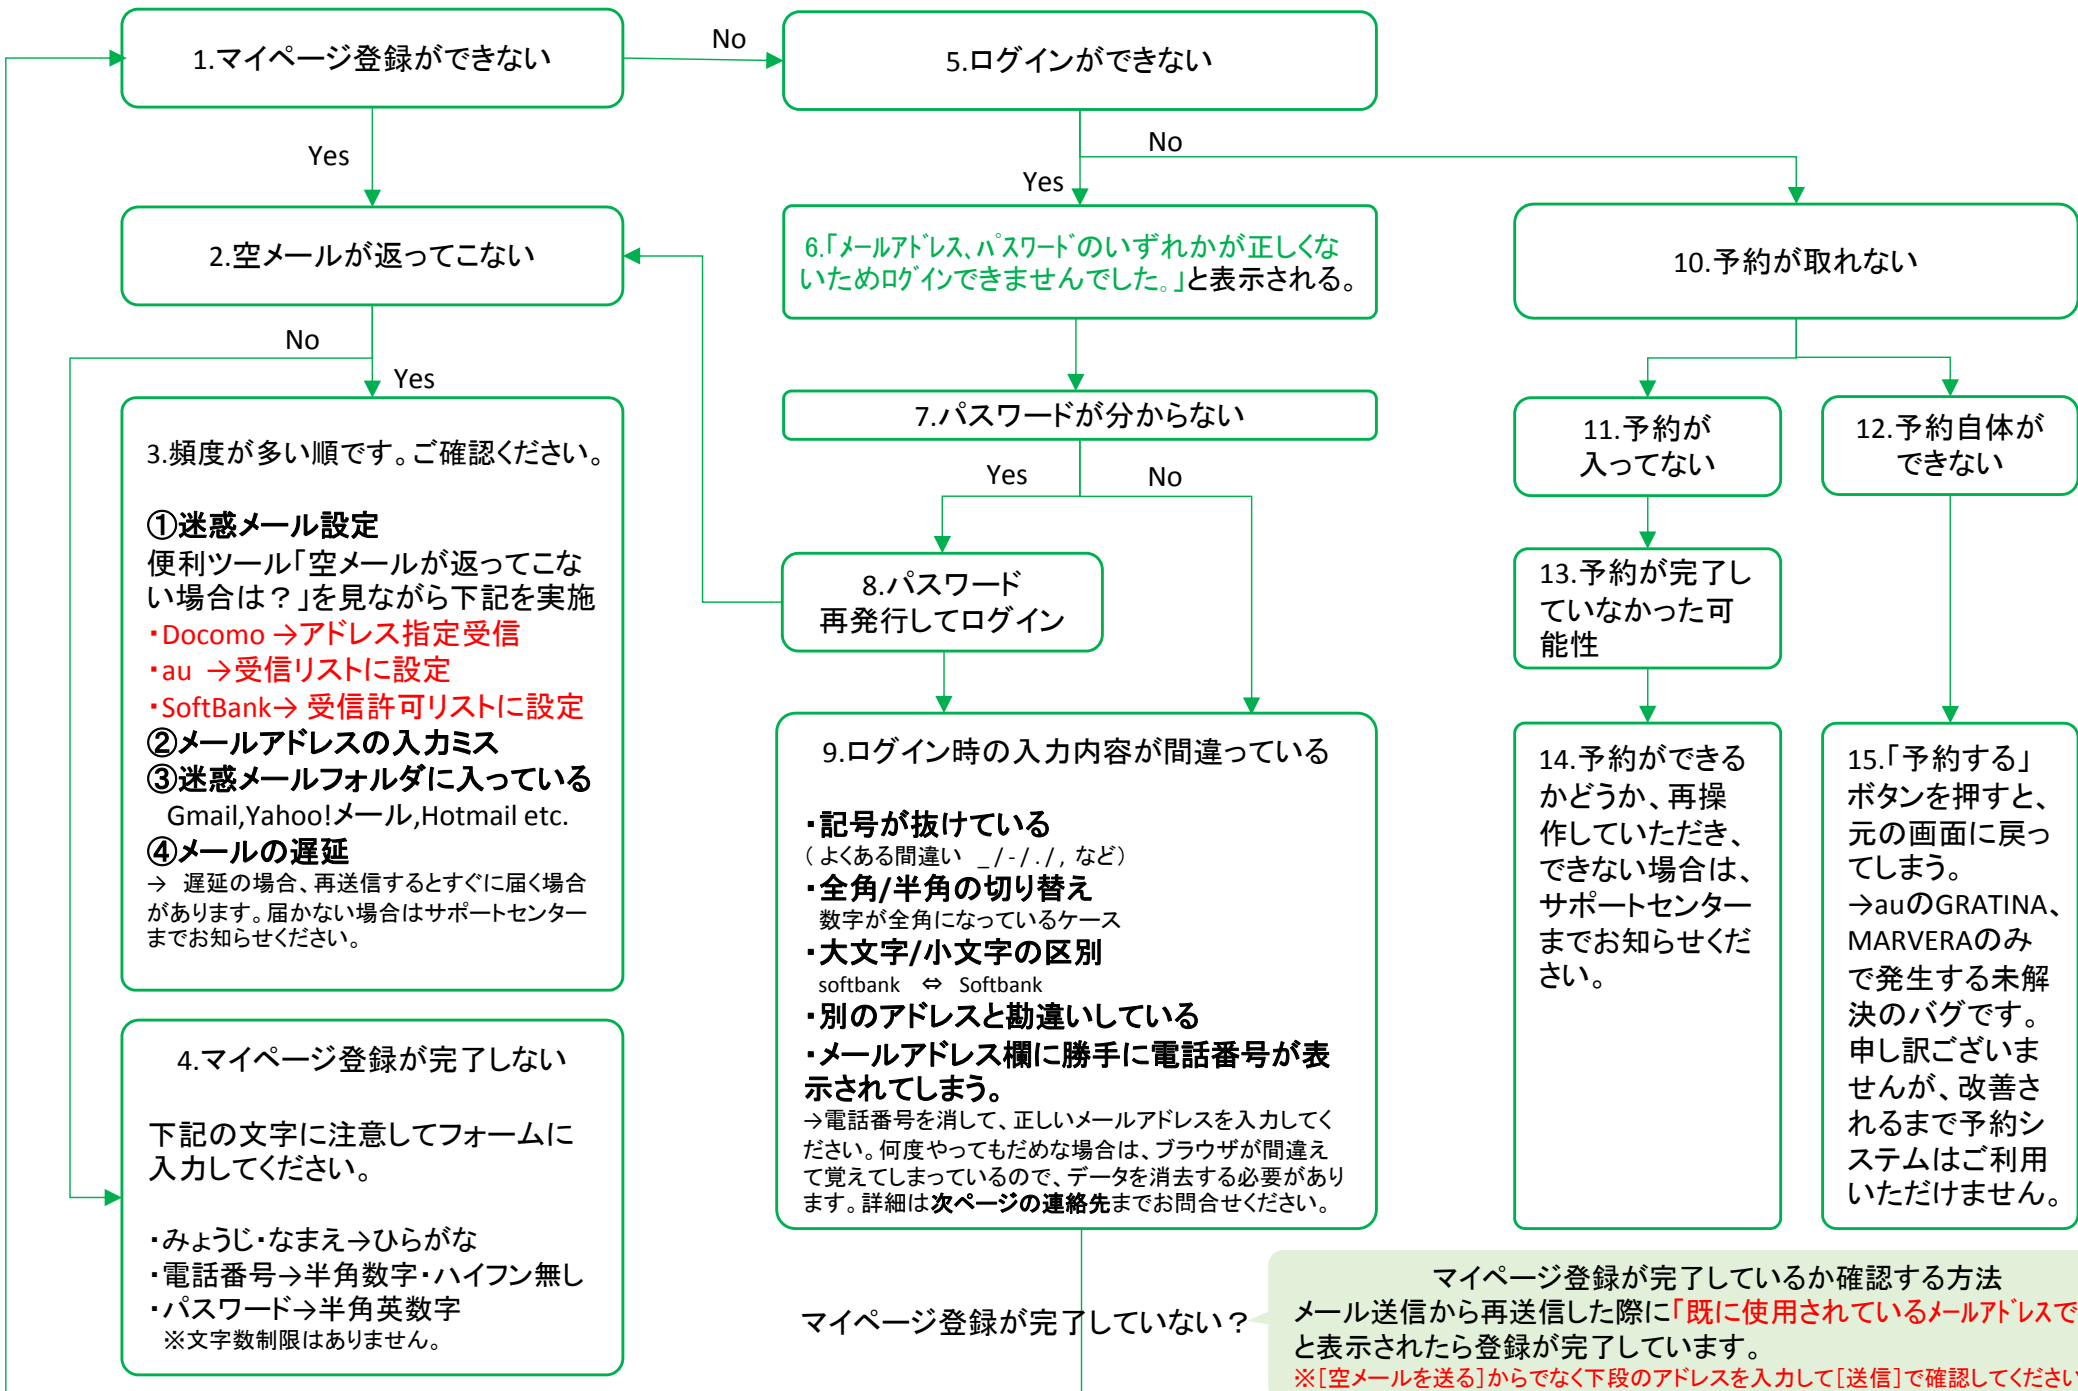 1.マイページ登録ができない
No
5.ログインができない
Yes
No
Yes
2.空メールが返ってこない
6.「メールアドレス、パスワードのいずれかが正しくな
いためログインできませんでした。」と表示される。
10.予約が取れない
No
Yes
7.パスワードが分からない
Yes
No
3.頻度が多い順です。ご確認ください。
①迷惑メール設定
便利ツール「空メールが返ってこな
い場合は？」を見ながら下記を実施
・Docomo →アドレス指定受信
・au →受信リストに設定
・SoftBank→ 受信許可リストに設定
②メールアドレスの入力ミス
③迷惑メールフォルダに入っている
Gmail,Yahoo!メール,Hotmail etc.
④メールの遅延
→ 遅延の場合、再送信するとすぐに届く場合
があります。届かない場合はサポートセンター
までお知らせください。
4.マイページ登録が完了しない
下記の文字に注意してフォームに
入力してください。
・みょうじ・なまえ→ひらがな
・電話番号→半角数字・ハイフン無し
・パスワード→半角英数字
※文字数制限はありません。
8.パスワード
再発行してログイン
9.ログイン時の入力内容が間違っている
・記号が抜けている
（よくある間違い _ / - / . / , など）
・全角/半角の切り替え
数字が全角になっているケース
・大文字/小文字の区別
softbank ⇔ Softbank
・別のアドレスと勘違いしている
・メールアドレス欄に勝手に電話番号が表
示されてしまう。
→電話番号を消して、正しいメールアドレスを入力してく
ださい。何度やってもだめな場合は、ブラウザが間違え
て覚えてしまっているので、データを消去する必要があり
ます。詳細は次ページの連絡先までお問合せください。
11.予約が
入ってない
12.予約自体が
できない
13.予約が完了し
ていなかった可
能性
14.予約ができる
かどうか、再操
作していただき、
できない場合は、
サポートセンター
までお知らせくだ
さい。
15.「予約する」
ボタンを押すと、
元の画面に戻っ
てしまう。
→auのGRATINA、
MARVERAのみ
で発生する未解
決のバグです。
申し訳ございま
せんが、改善さ
れるまで予約シ
ステムはご利用
いただけません。
マイページ登録が完了していない？
マイページ登録が完了しているか確認する方法
メール送信から再送信した際に「既に使用されているメールアドレスで
と表示されたら登録が完了しています。
※[空メールを送る]からでなく下段のアドレスを入力して[送信]で確認してください